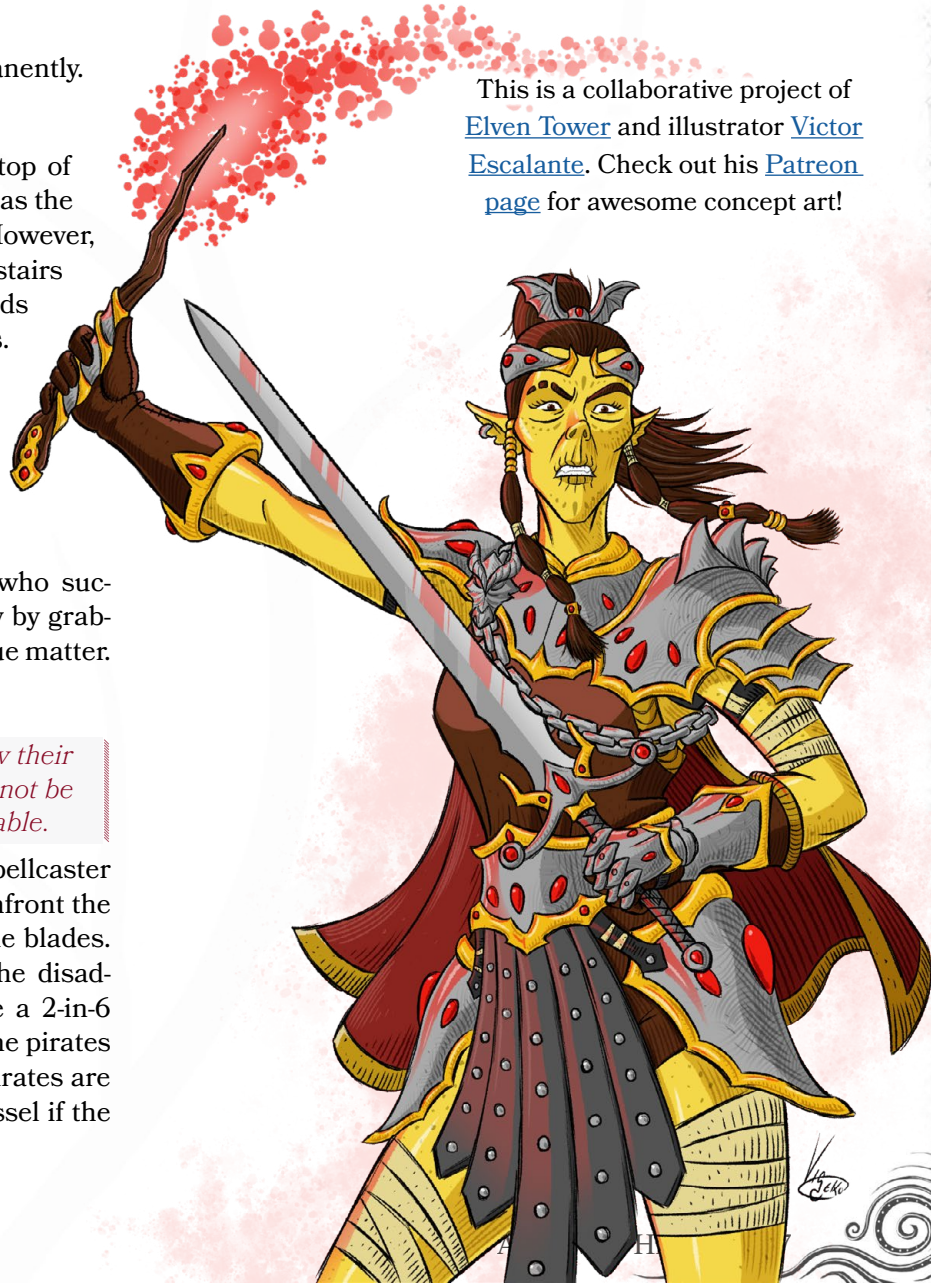 nently.
top of
as the
However,
stairs
ds
s.
who suc-
y by grab-
ue matter.
w their
not be
able.
pellcaster
nfront the
e blades.
he disad-
e a 2-in-6
he pirates
irates are
ssel if the
This is a collaborative project of
Elven Tower and illustrator Victor
Escalante. Check out his Patreon
page for awesome concept art!